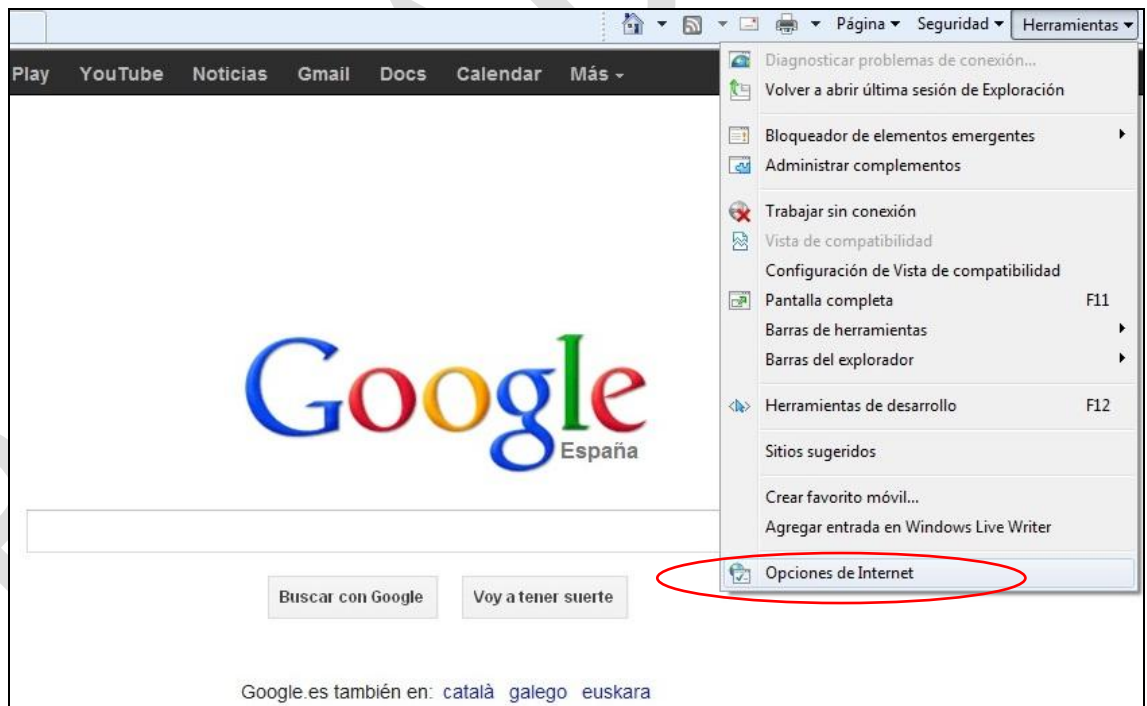 Página Seguridad Herramientas
Play YouTube Noticias Gmail Docs Calendar Más
Diagnosticar problemas de conexión...
Volver a abrir última sesión de Exploración
Bloqueador de elementos emergentes
Administrar complementos
Trabajar sin conexión
Vista de compatibilidad
Configuración de Vista de compatibilidad
Pantalla completa F11
Barras de herramientas
Barras del explorador
Herramientas de desarrollo F12
Sitios sugeridos
Crear favorito móvil...
Agregar entrada en Windows Live Writer
Opciones de Internet
Google
España
Buscar con Google Voy a tener suerte
Google.es también en: català galego euskara